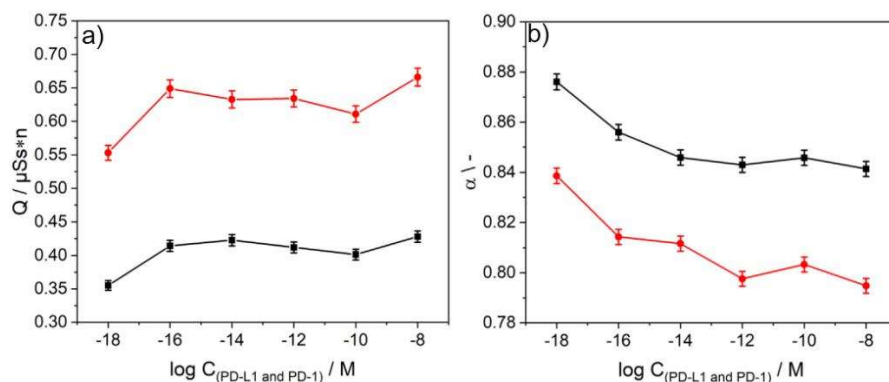 a)
0.75
0.70
0.65
0.60
0.55
0.50
0.45
0.40
0.35
0.30
Q / µSs*n
-18 -16 -14 -12 -10 -8
log C(PD-L1 and PD-1) / M
b)
0.90
0.88
0.86
0.84
0.82
0.80
0.78
α \ -
-18 -16 -14 -12 -10 -8
log C(PD-L1 and PD-1) / M